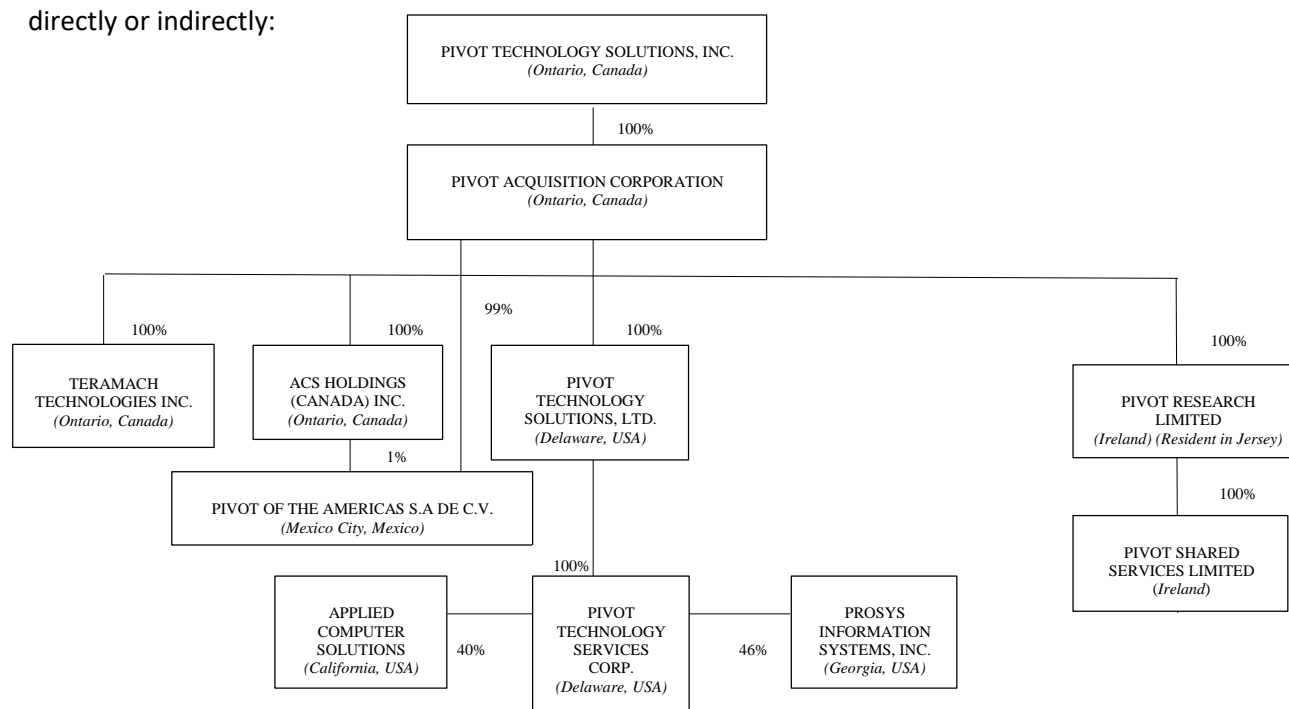 directly or indirectly:
PIVOT TECHNOLOGY SOLUTIONS, INC.
(Ontario, Canada)
100%
PIVOT ACQUISITION CORPORATION
(Ontario, Canada)
99%
100%
100%
100%
100%
TERAMACH
TECHNOLOGIES INC.
(Ontario, Canada)
ACS HOLDINGS
(CANADA) INC.
(Ontario, Canada)
PIVOT
TECHNOLOGY
SOLUTIONS, LTD.
(Delaware, USA)
PIVOT RESEARCH
LIMITED
(Ireland) (Resident in Jersey)
1%
100%
PIVOT OF THE AMERICAS S.A DE C.V.
(Mexico City, Mexico)
PIVOT SHARED
SERVICES LIMITED
(Ireland)
100%
APPLIED
COMPUTER
SOLUTIONS
(California, USA)
40%
PIVOT
TECHNOLOGY
SERVICES
CORP.
(Delaware, USA)
46%
PROSYS
INFORMATION
SYSTEMS, INC.
(Georgia, USA)